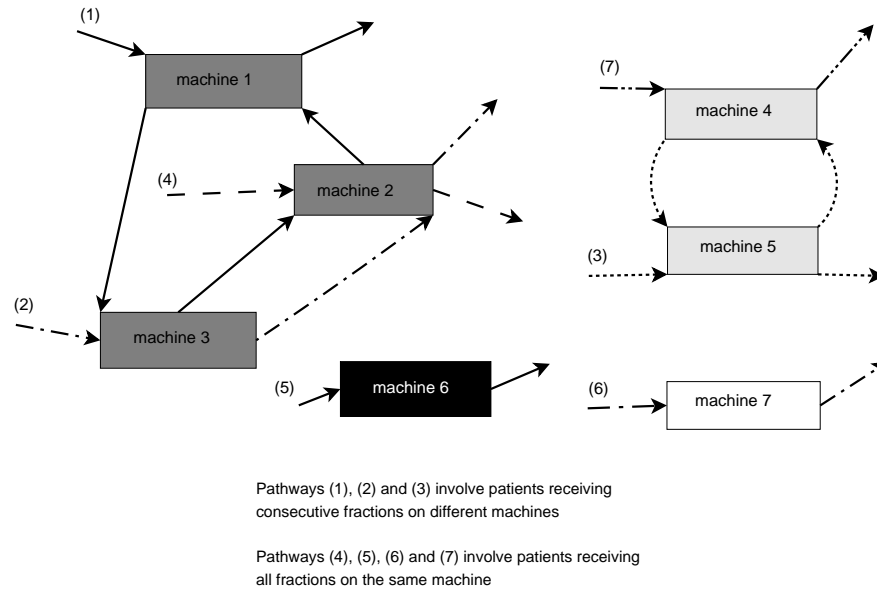 (1)
machine 1
(7)
machine 4
(4)
machine 2
machine 5
(3)
(2)
machine 3
(5)
machine 6
(6)
machine 7
Pathways (1), (2) and (3) involve patients receiving
consecutive fractions on different machines
Pathways (4), (5), (6) and (7) involve patients receiving
all fractions on the same machine